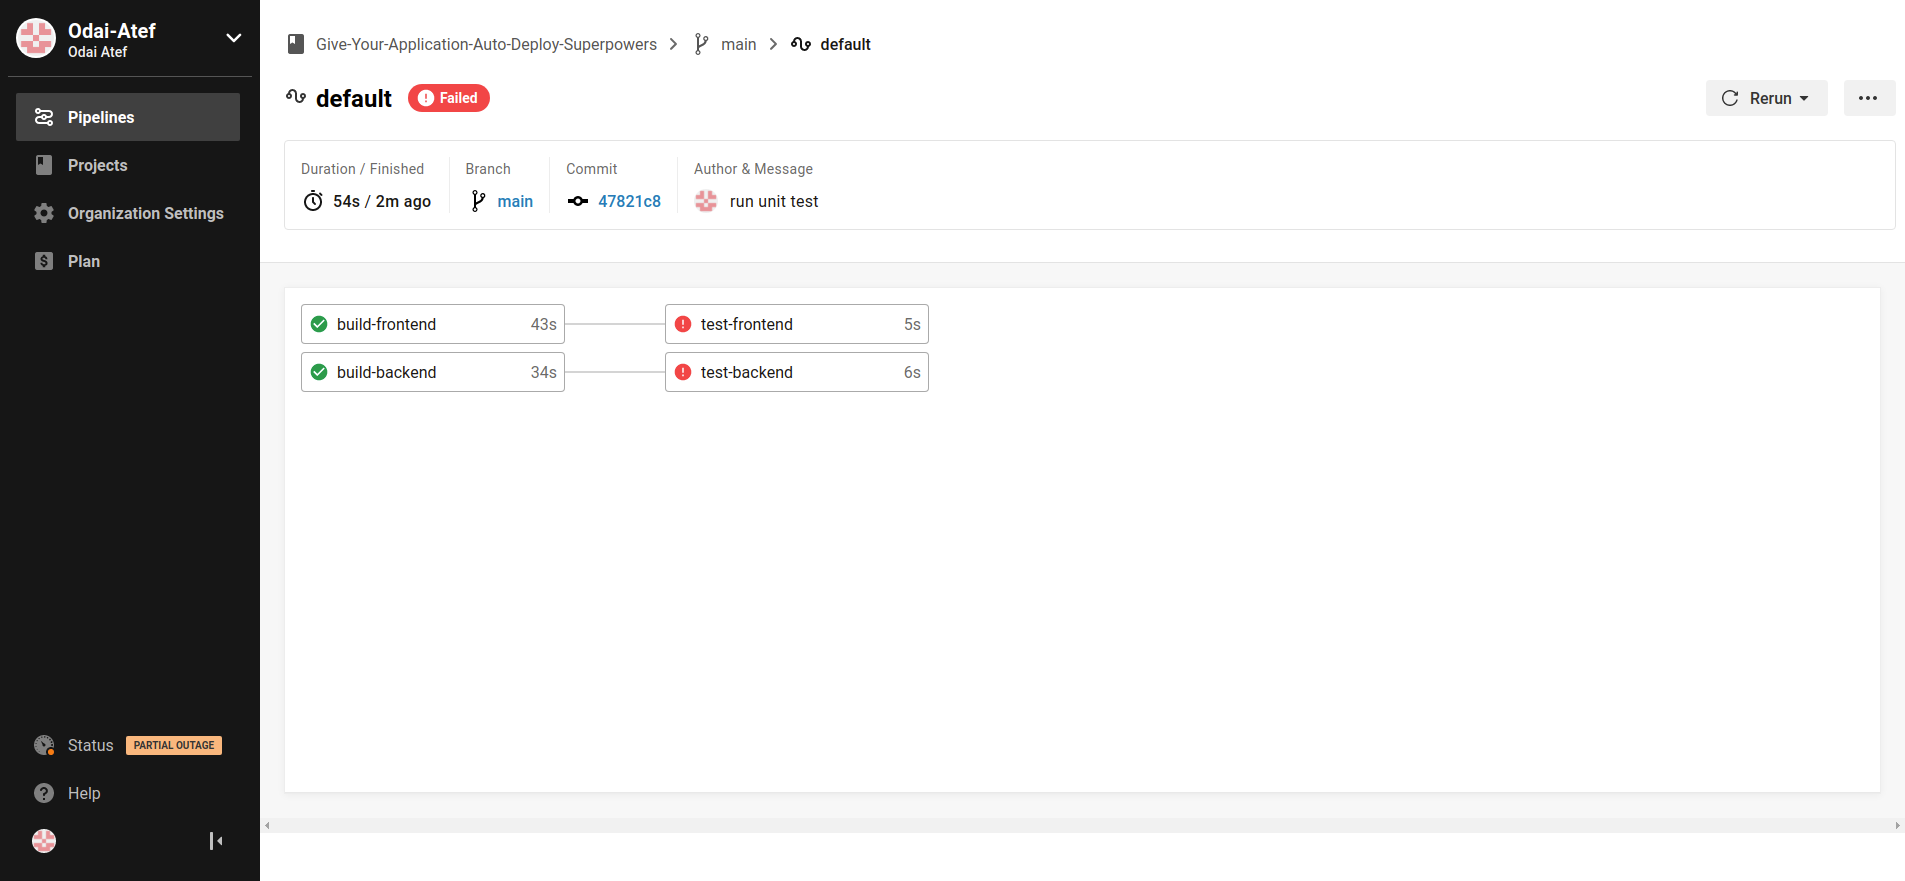 Odai-Atef
Odai Atef
Pipelines
Projects
Organization Settings
Plan
Status PARTIAL OUTAGE
Help
Give-Your-Application-Auto-Deploy-Superpowers main default
default Failed
Rerun
Duration / Finished Branch Commit Author & Message
54s / 2m ago main 47821c8 run unit test
build-frontend 43s test-frontend 5s
build-backend 34s test-backend 6s